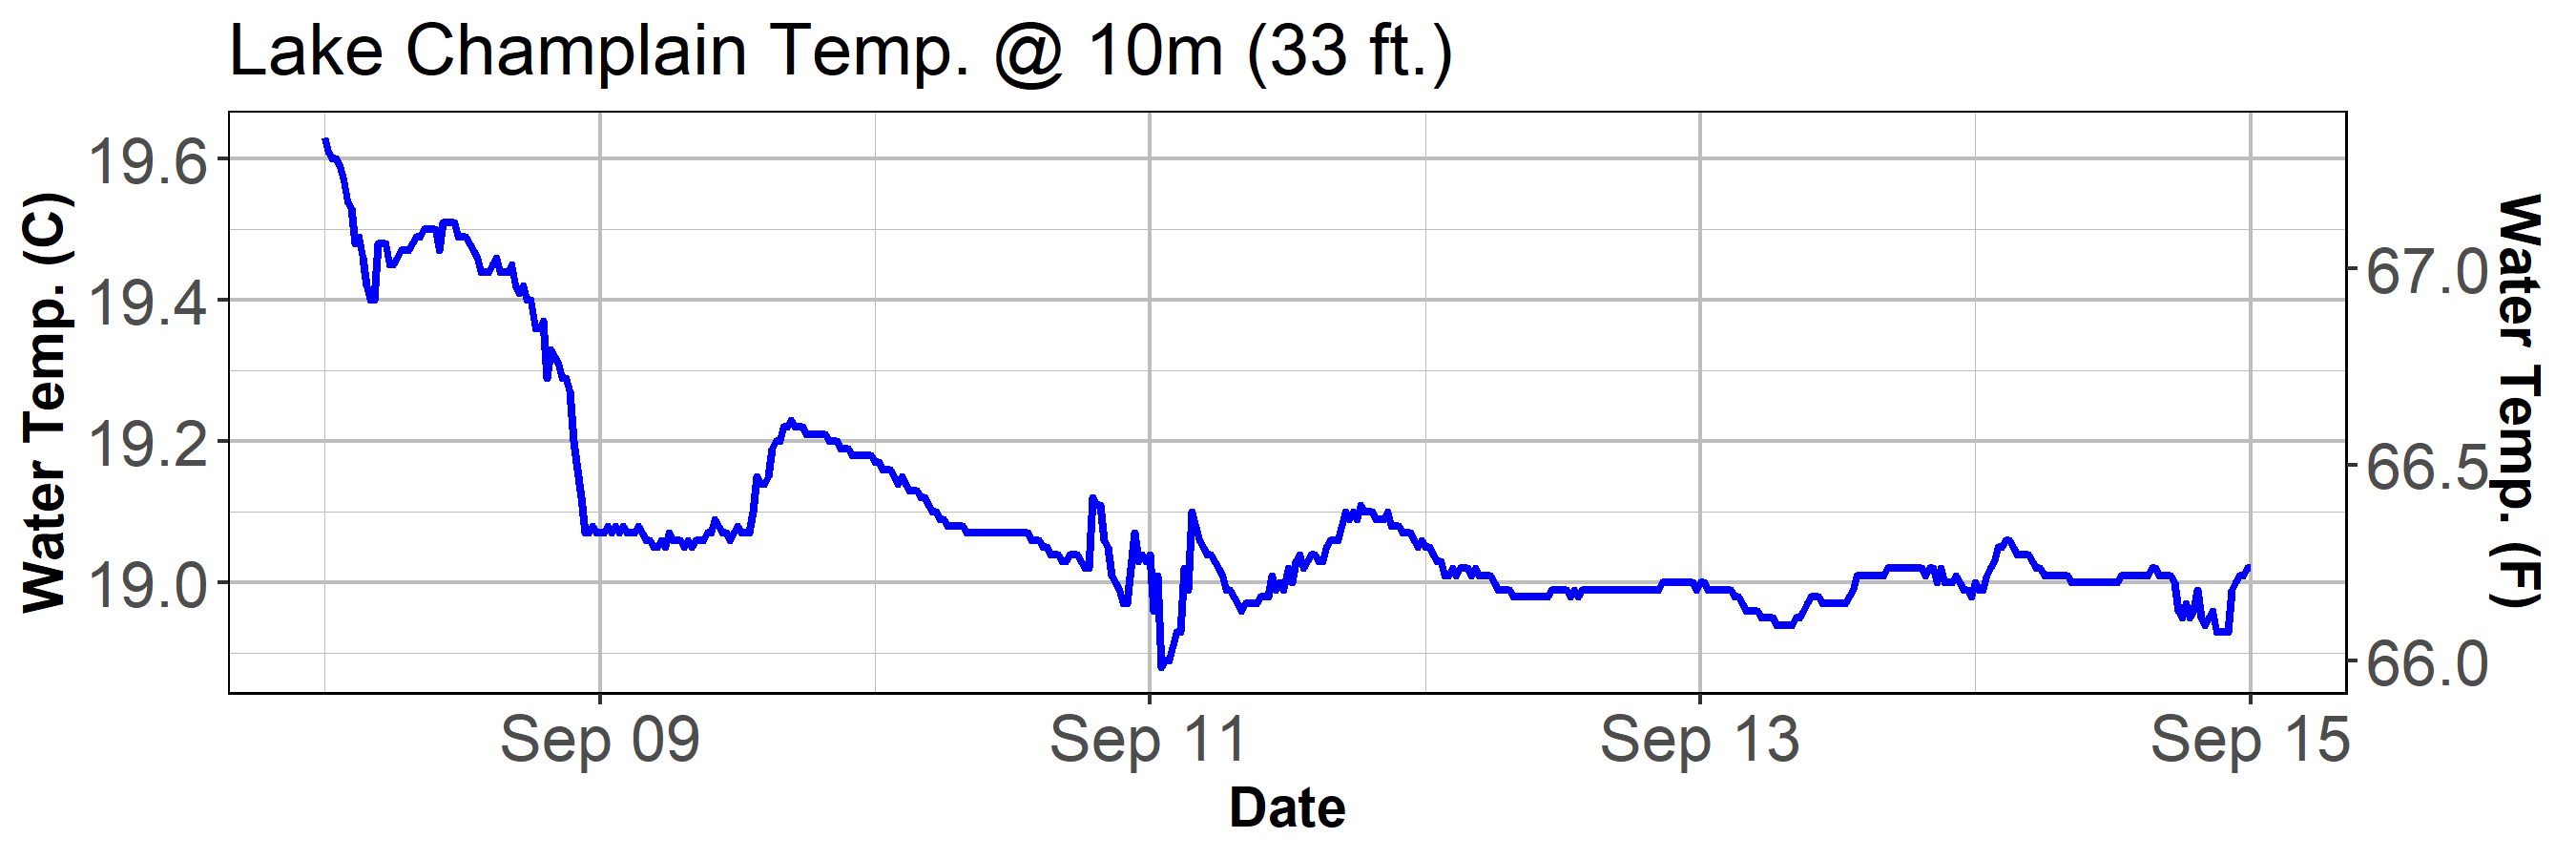 Lake Champlain Temp. @ 10m (33 ft.)
Water Temp. (C)
19.6
19.4
19.2
19.0
67.0
66.5
66.0
Water Temp. (F)
Sep 09
Sep 11
Sep 13
Sep 15
Date